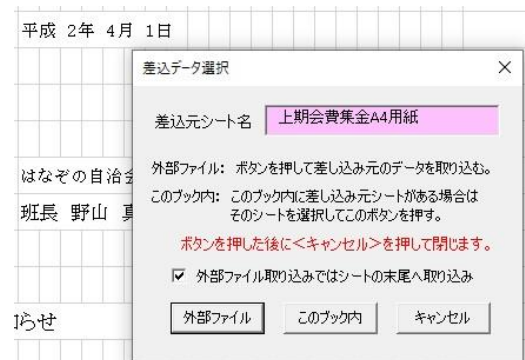 平成 2年 4月 1日
差込データ選択
差込元シート名
上期会費集金A4用紙
はなぞの自治会
外部ファイル: ボタンを押して差し込み元のデータを取り込む。
このブック内: このブック内に差し込み元シートがある場合は
そのシートを選択してこのボタンを押す。
班長 野山
ボタンを押した後に<キャンセル>を押して閉じます。
外部ファイル取り込みではシートの末尾へ取り込み
らせ
外部ファイル
このブック内
キャンセル